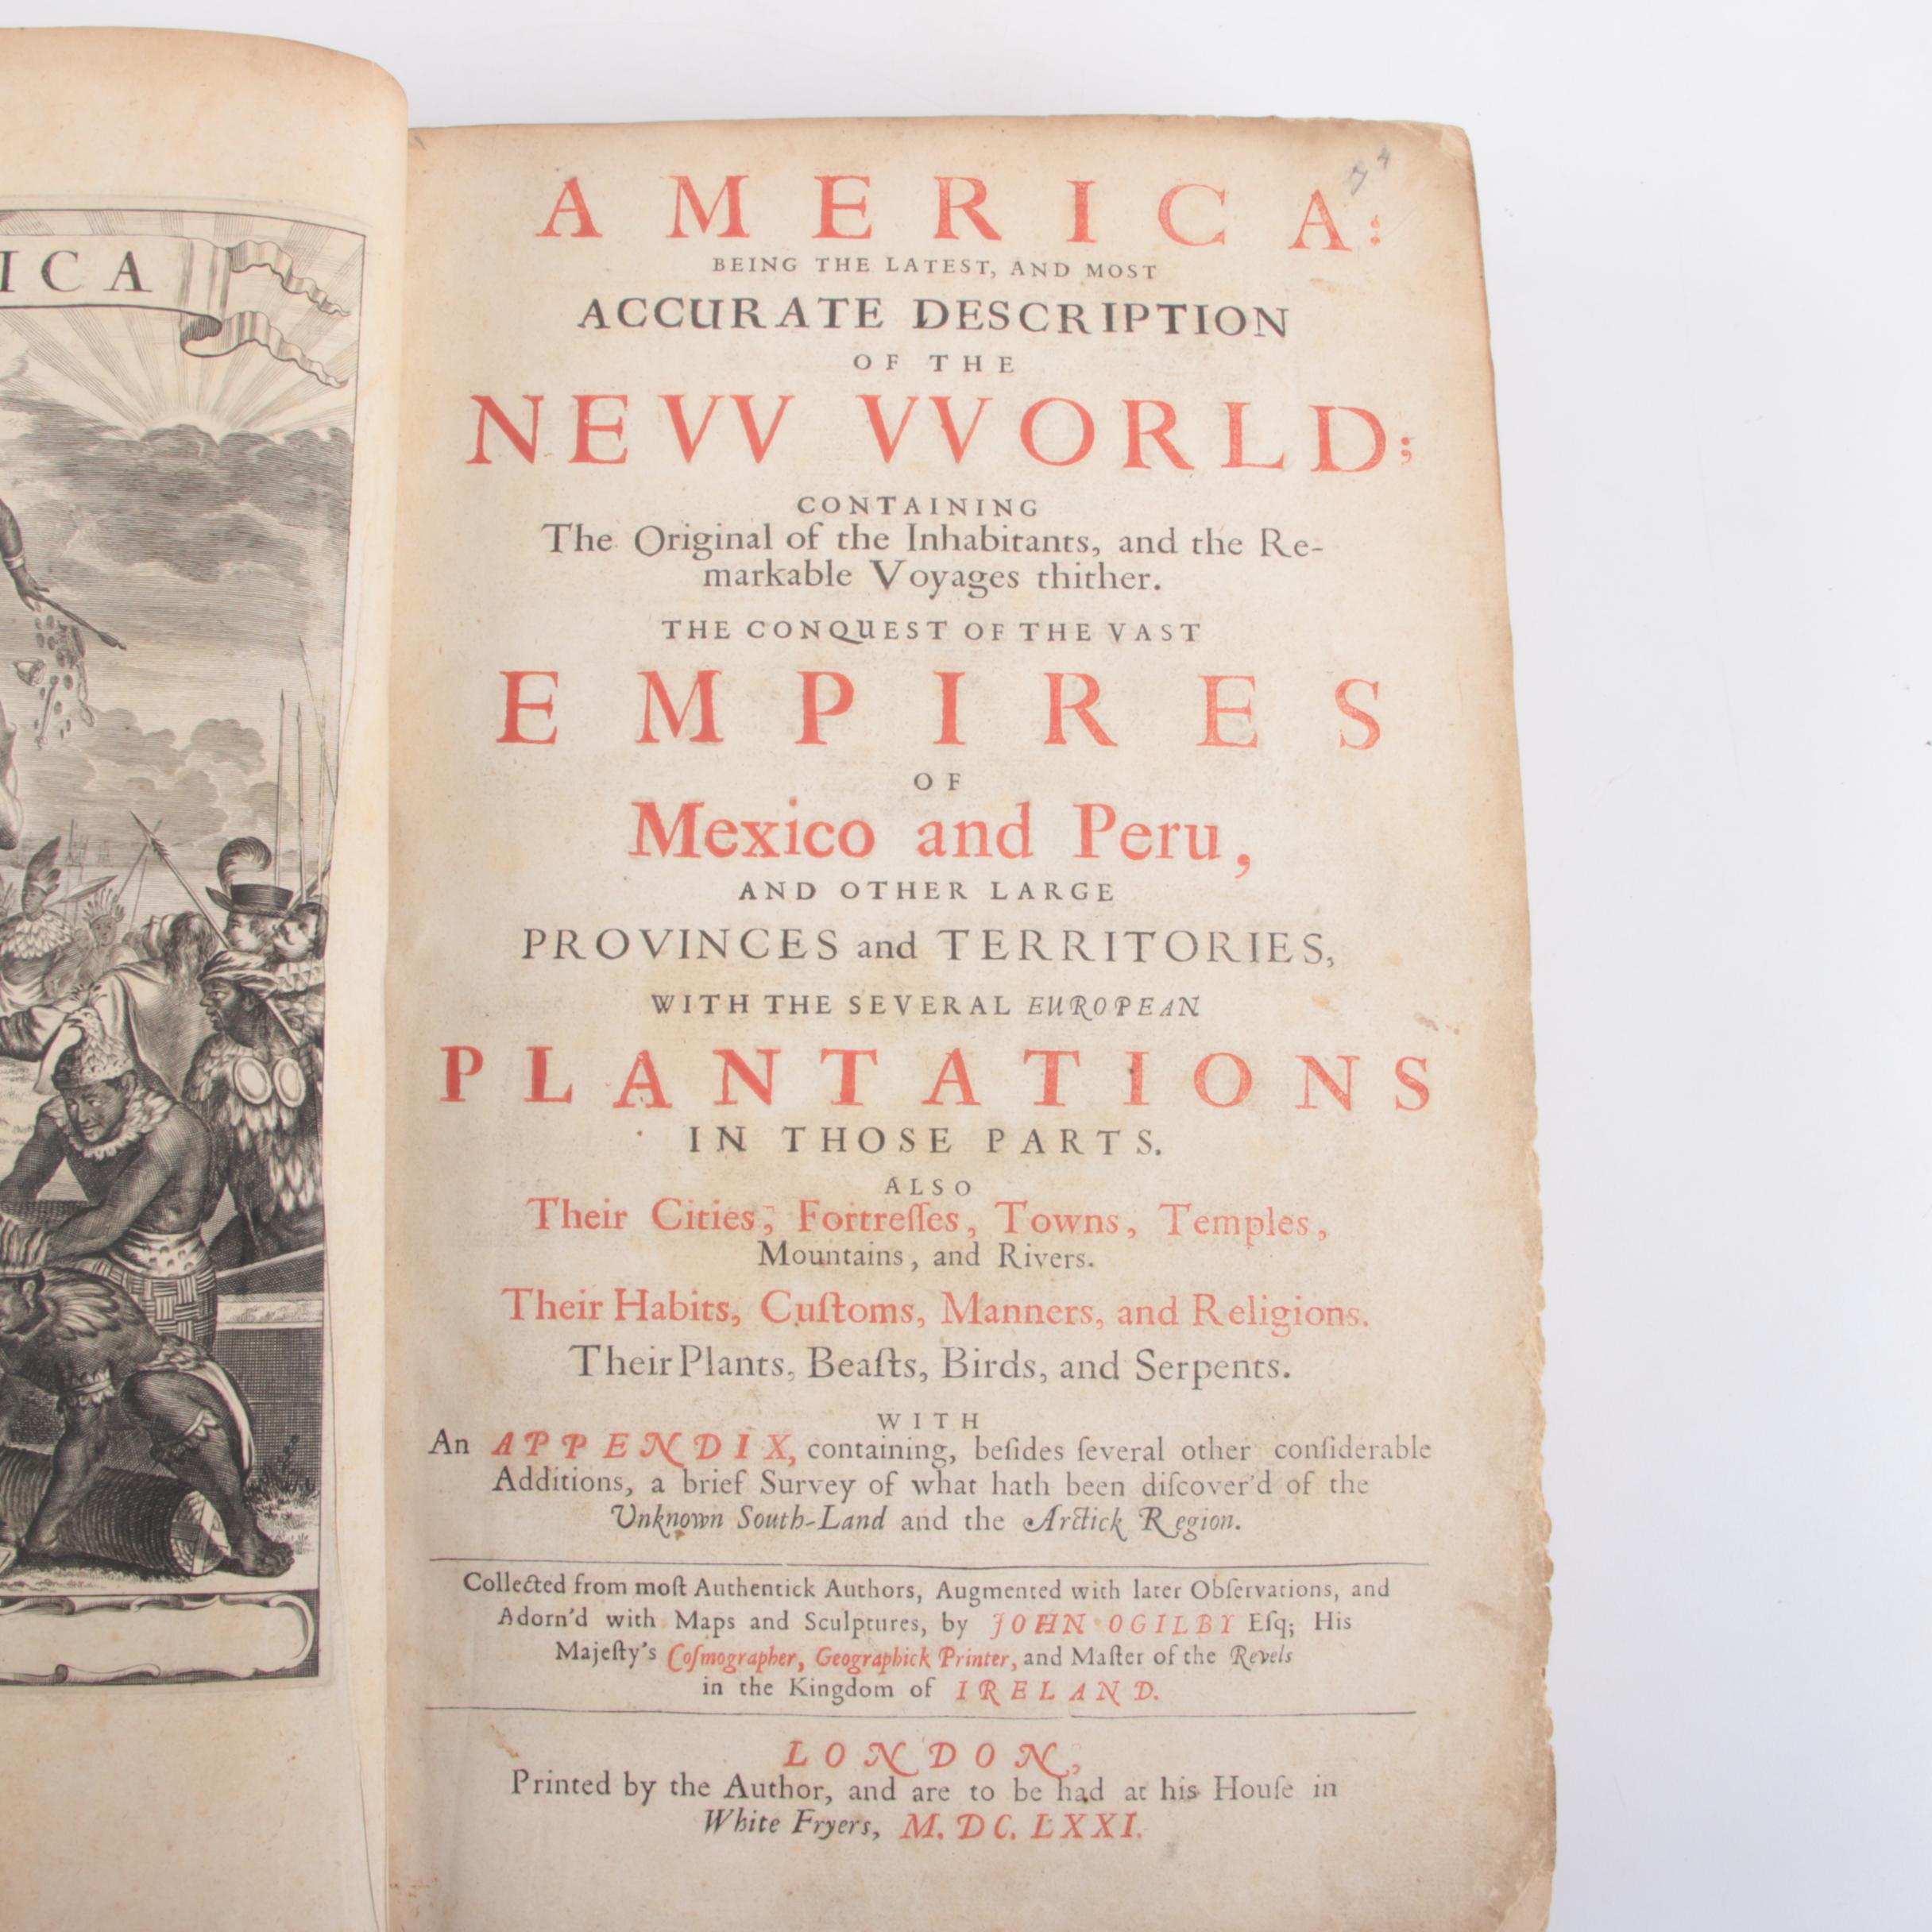 ICA
AMERICA:
BEING THE LATEST, AND MOST
ACCURATE DESCRIPTION
OF THE
NEVV VVORLD;
CONTAINING
The Original of the Inhabitants, and the Re-
markable Voyages thither.
THE CONQUEST OF THE VAST
EMPIRES
OF
Mexico and Peru,
AND OTHER LARGE
PROVINCES and TERRITORIES,
WITH THE SEVERAL EUROPEAN
PLANTATIONS
IN THOSE PARTS.
ALSO
Their Cities, Fortreſſes, Towns, Temples,
Mountains, and Rivers.
Their Habits, Cuſtoms, Manners, and Religions.
Their Plants, Beaſts, Birds, and Serpents.
WITH
An APPENDIX, containing, beſides ſeveral other conſiderable
Additions, a brief Survey of what hath been diſcover'd of the
Unknown South-Land and the Arctick Region.
Collected from moſt Authentick Authors, Augmented with later Obſervations, and
Adorn'd with Maps and Sculptures, by JOHN OGILBY Eſq; His
Majeſty's Coſmographer, Geographick Printer, and Maſter of the Revels
in the Kingdom of IRELAND.
LONDON,
Printed by the Author, and are to be had at his Houſe in
White Fryers, M. DC. LXXI.